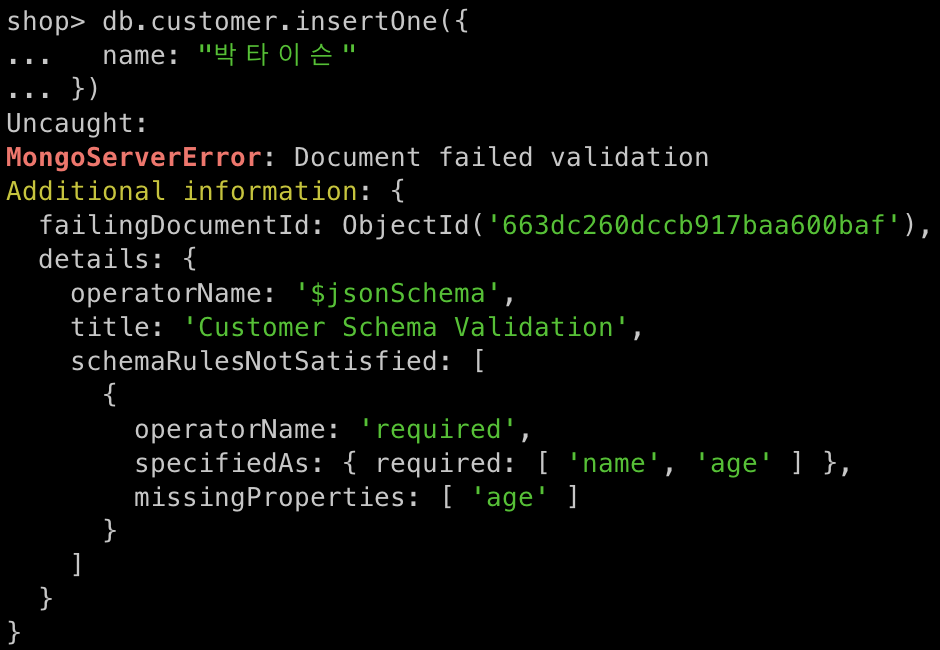 shop> db.customer.insertOne({
...   name: "박타이슨"
... })
Uncaught:
MongoServerError: Document failed validation
Additional information: {
  failingDocumentId: ObjectId('663dc260dccb917baa600baf'),
  details: {
    operatorName: '$jsonSchema',
    title: 'Customer Schema Validation',
    schemaRulesNotSatisfied: [
      {
        operatorName: 'required',
        specifiedAs: { required: [ 'name', 'age' ] },
        missingProperties: [ 'age' ]
      }
    ]
  }
}